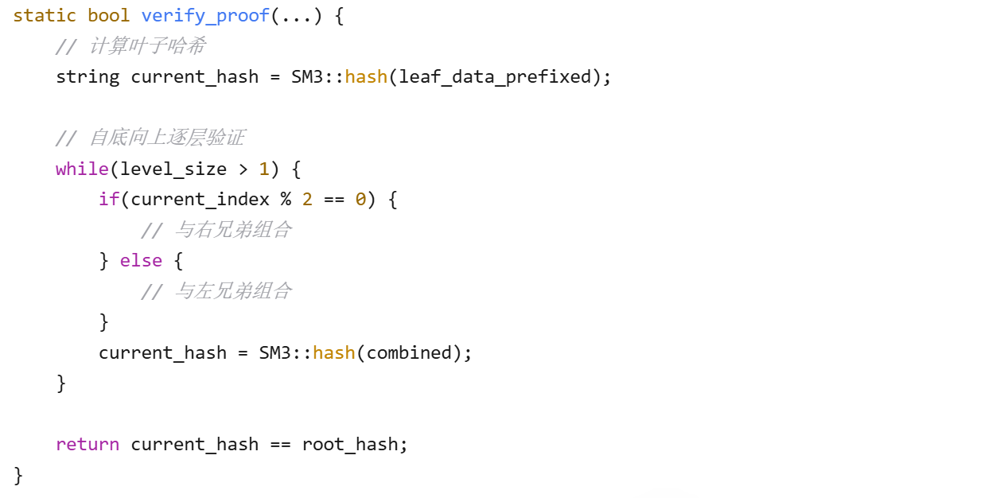 static bool verify_proof(...) {
    // 计算叶子哈希
    string current_hash = SM3::hash(leaf_data_prefixed);

    // 自底向上逐层验证
    while(level_size > 1) {
        if(current_index % 2 == 0) {
            // 与右兄弟组合
        } else {
            // 与左兄弟组合
        }
        current_hash = SM3::hash(combined);
    }

    return current_hash == root_hash;
}